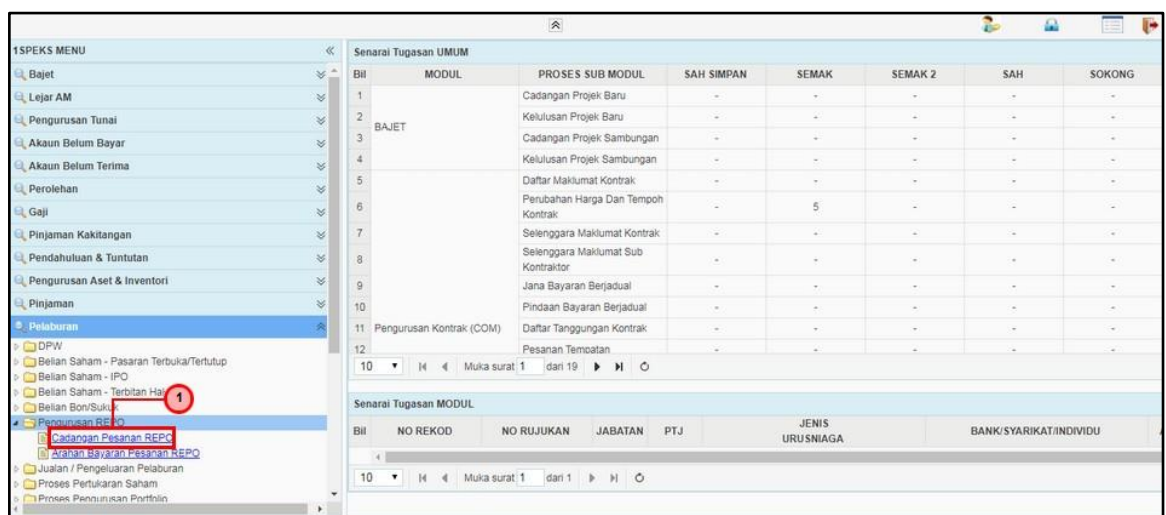 1SPEKS MENU
Bajet
Lejar AM
Pengurusan Tunai
Akaun Belum Bayar
Akaun Belum Terima
Perolehan
Gaji
Pinjaman Kakitangan
Pendahuluan & Tuntutan
Pengurusan Aset & Inventori
Pinjaman
Pelaburan
DPW
Belian Saham - Pasaran Terbuka/Tertutup
Belian Saham - IPO
Belian Saham - Terbitan
1
Belian Bon/Sukuk
Pengurusan REPO
Cadangan Pesanan REPO
Arahan Bayaran Pesanan REPO
Jualan / Pengeluaran Pelaburan
Proses Pertukaran Saham
Proses Pengurusan Portfolio
Senarai Tugasan UMUM
Bil MODUL PROSES SUB MODUL SAH SIMPAN SEMAK SEMAK 2 SAH SOKONG
1 Cadangan Projek Baru - - - - -
2 Kelulusan Projek Baru - - - - -
BAJET
3 Cadangan Projek Sambungan - - - - -
4 Kelulusan Projek Sambungan - - - - -
5 Daftar Maklumat Kontrak - - - - -
6 Perubahan Harga Dan Tempoh
Kontrak - 5 - - -
7 Selenggara Maklumat Kontrak - - - - -
8 Selenggara Maklumat Sub
Kontraktor - - - - -
9 Jana Bayaran Berjadual - - - - -
10 Pindaan Bayaran Berjadual - - - - -
11 Pengurusan Kontrak (COM) Daftar Tanggungan Kontrak - - - - -
12 Pesanan Tempatan - - - - -
10 Muka surat 1 dari 19
Senarai Tugasan MODUL
Bil NO REKOD NO RUJUKAN JABATAN PTJ JENIS
URUSNIAGA BANK/SYARIKAT/INDIVIDU
10 Muka surat 1 dari 1